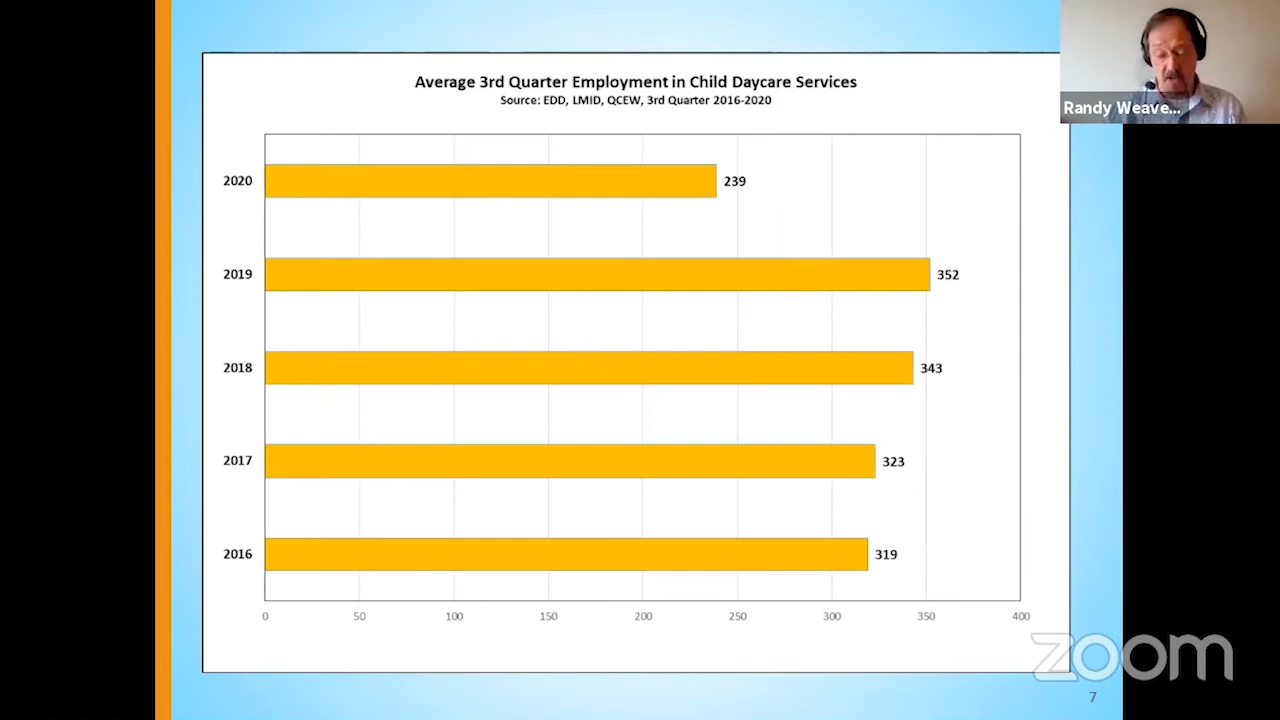 Average 3rd Quarter Employment in Child Daycare Services
Source: EDD, LMID, QCEW, 3rd Quarter 2016-2020
Randy Weave...
2020
239
2019
352
2018
343
2017
323
2016
319
0 50 100 150 200 250 300 350 400
zoom
7